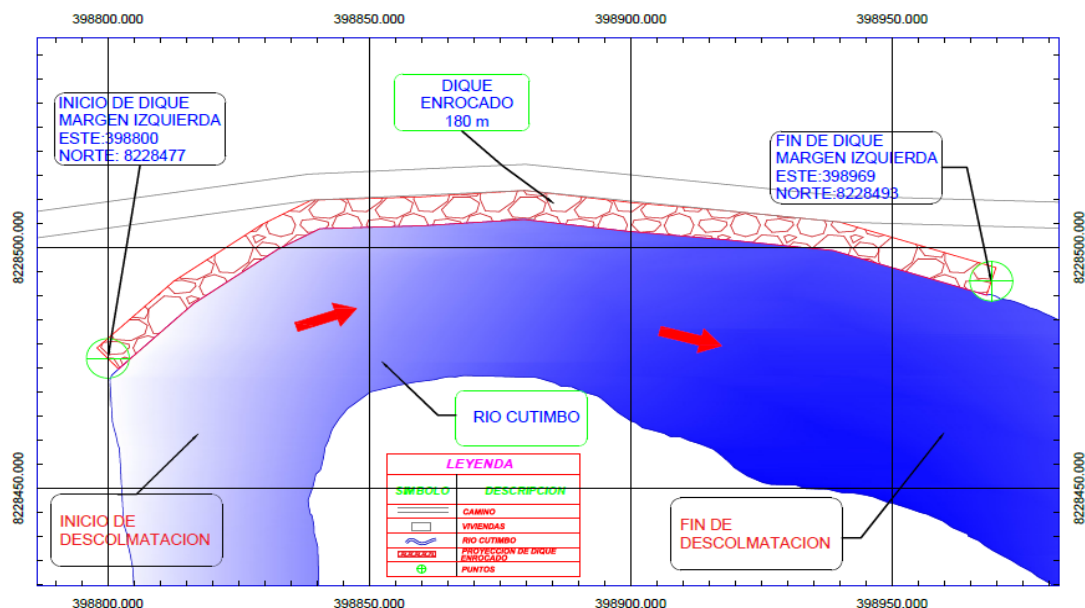 398800.000
398850.000
398900.000
398950.000
INICIO DE DIQUE
MARGEN IZQUIERDA
ESTE:398800
NORTE: 8228477
DIQUE
ENROCADO
180 m
FIN DE DIQUE
MARGEN IZQUIERDA
ESTE:398969
NORTE:8228493
8228500.000
8228500.000
RIO CUTIMBO
8228450.000
8228450.000
INICIO DE
DESCOLMATACION
LEYENDA
SIMBOLO DESCRIPCION
CAMINO
VIVIENDAS
RIO CUTIMBO
PROYECCION DE DIQUE
ENROCADO
PUNTOS
FIN DE
DESCOLMATACION
398800.000
398850.000
398900.000
398950.000